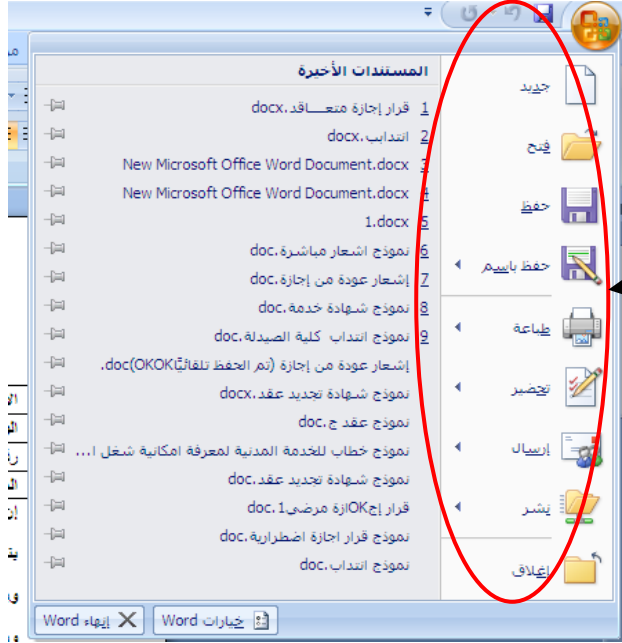 جديد
فتح
حفظ
حفظ باسم
طباعة
تحضير
إرسال
نشر
إغلاق
المستندات الأخيرة
1 قرار إجازة متعـــاقد.docx
2 انتدابب.docx
3 New Microsoft Office Word Document.docx
4 New Microsoft Office Word Document.docx
5 1.docx
6 نموذج اشعار مباشرة.doc
7 إشعار عودة من إجازة.doc
8 نموذج شهادة خدمة.doc
9 نموذج انتداب كلية الصيدلة.doc
إشعار عودة من إجازة (تم الحفظ تلقائيًاOKOK)doc.
نموذج شهادة تجديد عقد.docx
نموذج عقد ج.doc
نموذج خطاب للخدمة المدنية لمعرفة امكانية شغل ا...
نموذج شهادة تجديد عقد.doc
قرار إجOKازة مرضى1.doc
نموذج قرار اجازة اضطرارية.doc
نموذج انتداب.doc
خيارات Word
إنهاء Word